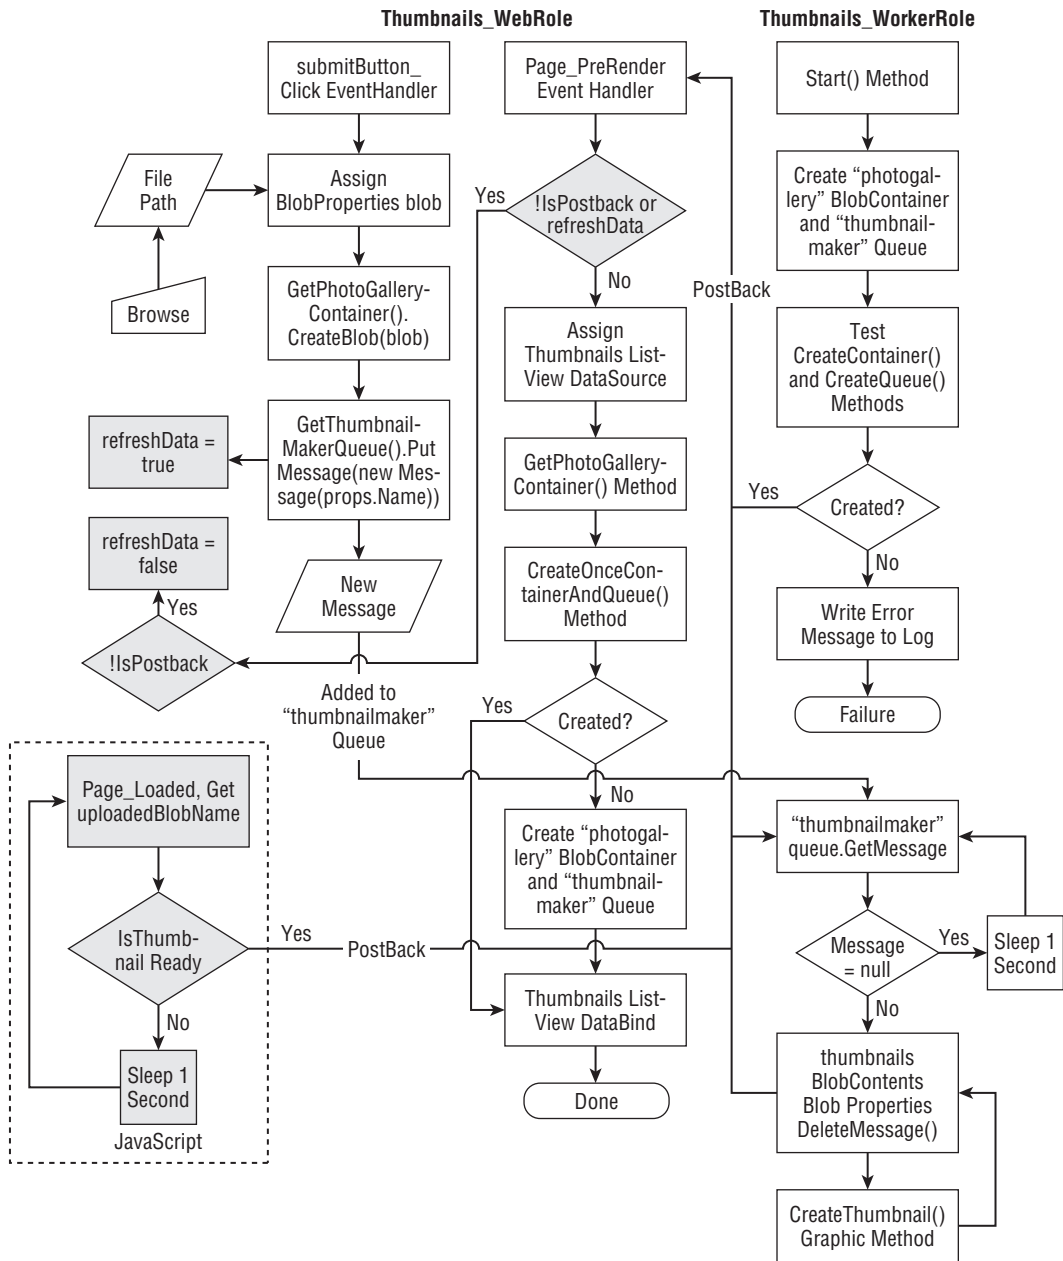 Thumbnails_WebRole
Thumbnails_WorkerRole
submitButton_
Click EventHandler
Page_PreRender
Event Handler
Start() Method
File
Path
Assign
BlobProperties blob
Yes
!IsPostback or
refreshData
No
Create “photogal-
lery” BlobContainer
and “thumbnail-
maker” Queue
Browse
GetPhotoGallery-
Container().
CreateBlob(blob)
PostBack
Assign
Thumbnails List-
View DataSource
Test
CreateContainer()
and CreateQueue()
Methods
refreshData =
true
GetThumbnail-
MakerQueue().Put
Message(new Mes-
sage(props.Name))
GetPhotoGallery-
Container() Method
Yes
Created?
No
refreshData =
false
Yes
New
Message
CreateOnceCon-
tainerAndQueue()
Method
Write Error
Message to Log
!IsPostback
Added to
“thumbnailmaker”
Queue
Yes
Created?
No
Failure
Page_Loaded, Get
uploadedBlobName
Create “photogal-
lery” BlobContainer
and “thumbnail-
maker” Queue
“thumbnailmaker”
queue.GetMessage
IsThumb-
nail Ready
Yes
PostBack
No
Message
= null
Yes
Sleep 1
Second
No
Thumbnails List-
View DataBind
Sleep 1
Second
JavaScript
Done
thumbnails
BlobContents
Blob Properties
DeleteMessage()
CreateThumbnail()
Graphic Method